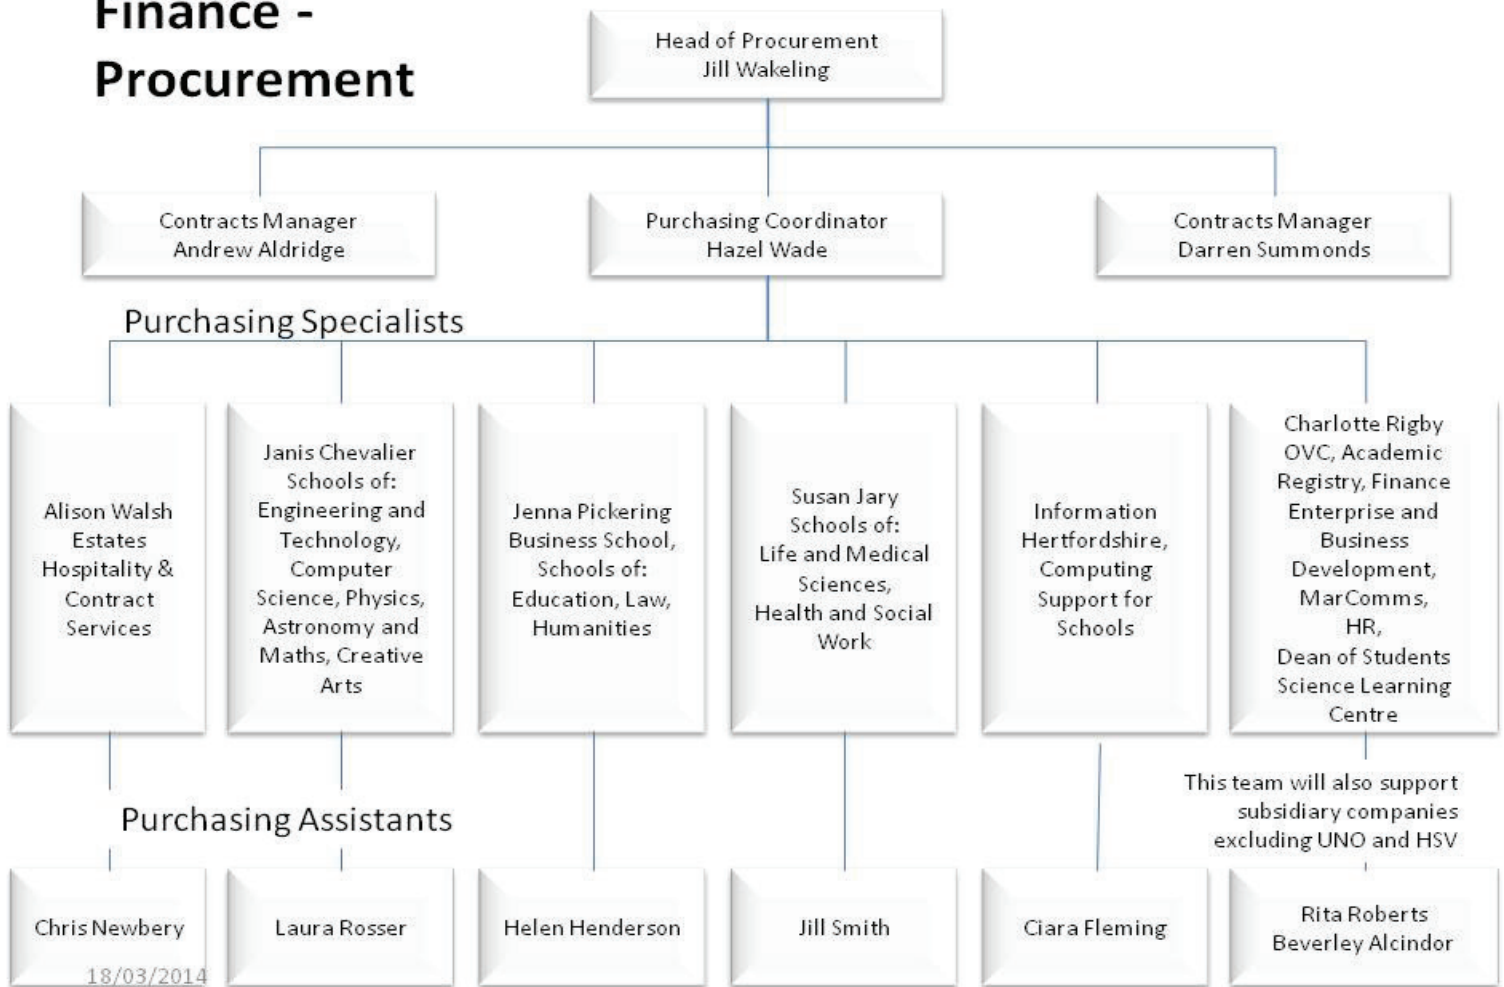 Finance -
Procurement
Head of Procurement
Jill Wakeling
Contracts Manager
Andrew Aldridge
Purchasing Coordinator
Hazel Wade
Contracts Manager
Darren Summonds
Purchasing Specialists
Alison Walsh
Estates
Hospitality &
Contract
Services
Janis Chevalier
Schools of:
Engineering and
Technology,
Computer
Science, Physics,
Astronomy and
Maths, Creative
Arts
Jenna Pickering
Business School,
Schools of:
Education, Law,
Humanities
Susan Jary
Schools of:
Life and Medical
Sciences,
Health and Social
Work
Information
Hertfordshire,
Computing
Support for
Schools
Charlotte Rigby
OVC, Academic
Registry, Finance
Enterprise and
Business
Development,
MarComms,
HR,
Dean of Students
Science Learning
Centre
This team will also support
subsidiary companies
excluding UNO and HSV
Purchasing Assistants
Chris Newbery
Laura Rosser
Helen Henderson
Jill Smith
Ciara Fleming
Rita Roberts
Beverley Alcindor
18/03/2014